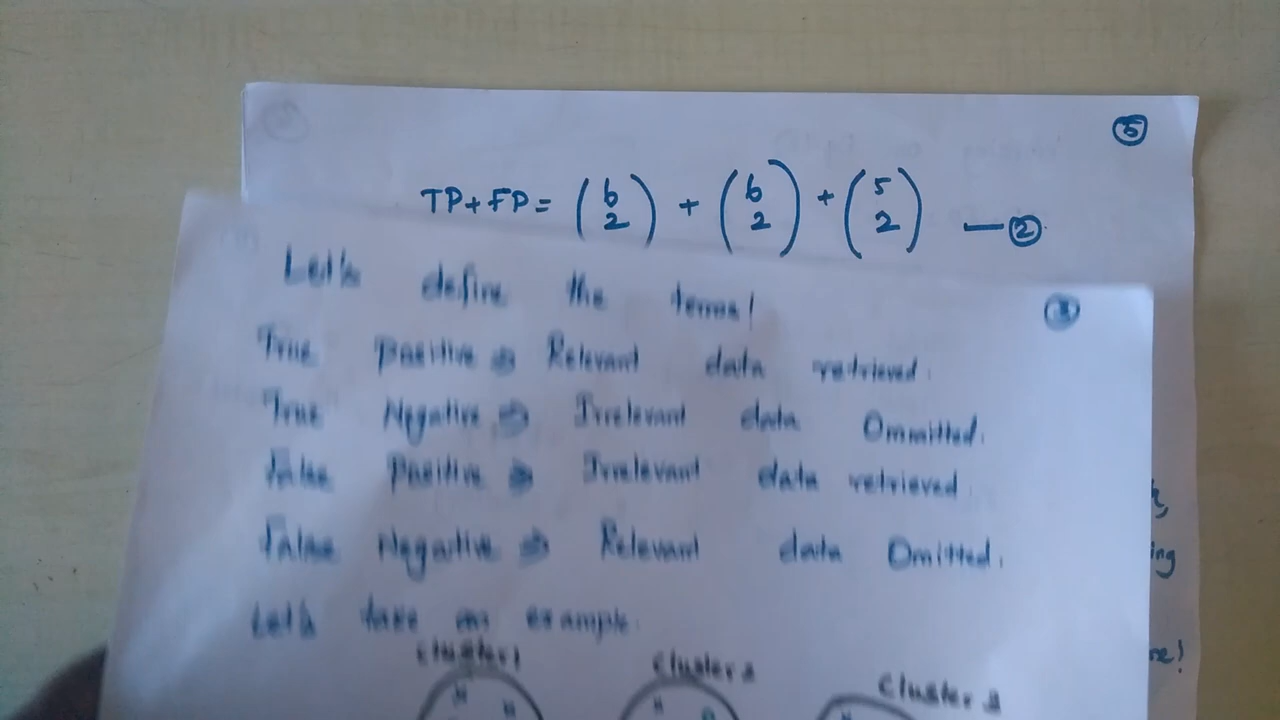 5
TP+FP = (6 2) + (6 2) + (5 2) — 2
3
Let's define the terms!
True positive ⇒ Relevant data retrieved.
True Negative ⇒ Irrelevant data Ommitted.
False positive ⇒ Irrelevant data retrieved.
False Negative ⇒ Relevant data Omitted.
Let's take an example.
Cluster 1 Cluster 2 Cluster 3
ing